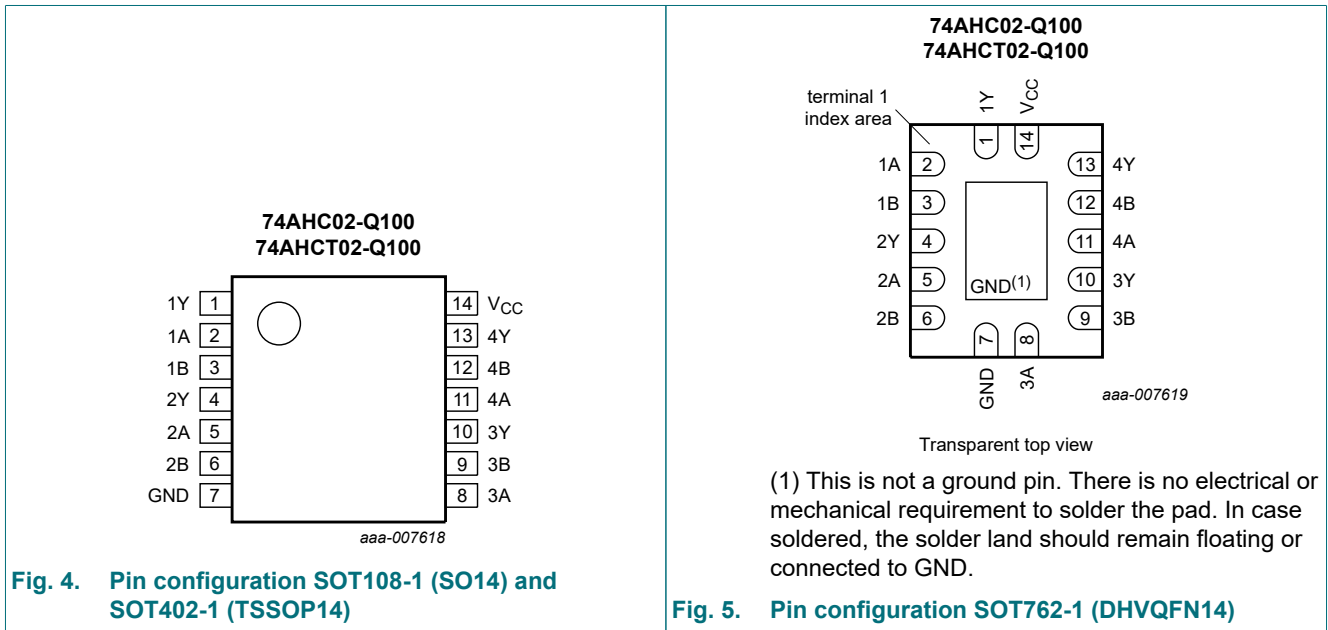 74AHC02-Q100
74AHCT02-Q100
1Y 1
1A 2
1B 3
2Y 4
2A 5
2B 6
GND 7
14 VCC
13 4Y
12 4B
11 4A
10 3Y
9 3B
8 3A
aaa-007618
Fig. 4. Pin configuration SOT108-1 (SO14) and
SOT402-1 (TSSOP14)
74AHC02-Q100
74AHCT02-Q100
terminal 1
index area
1Y
VCC
1
14
1A 2
1B 3
2Y 4
2A 5
2B 6
13 4Y
12 4B
11 4A
10 3Y
9 3B
GND(1)
7
8
GND
3A
aaa-007619
Transparent top view
(1) This is not a ground pin. There is no electrical or
mechanical requirement to solder the pad. In case
soldered, the solder land should remain floating or
connected to GND.
Fig. 5. Pin configuration SOT762-1 (DHVQFN14)